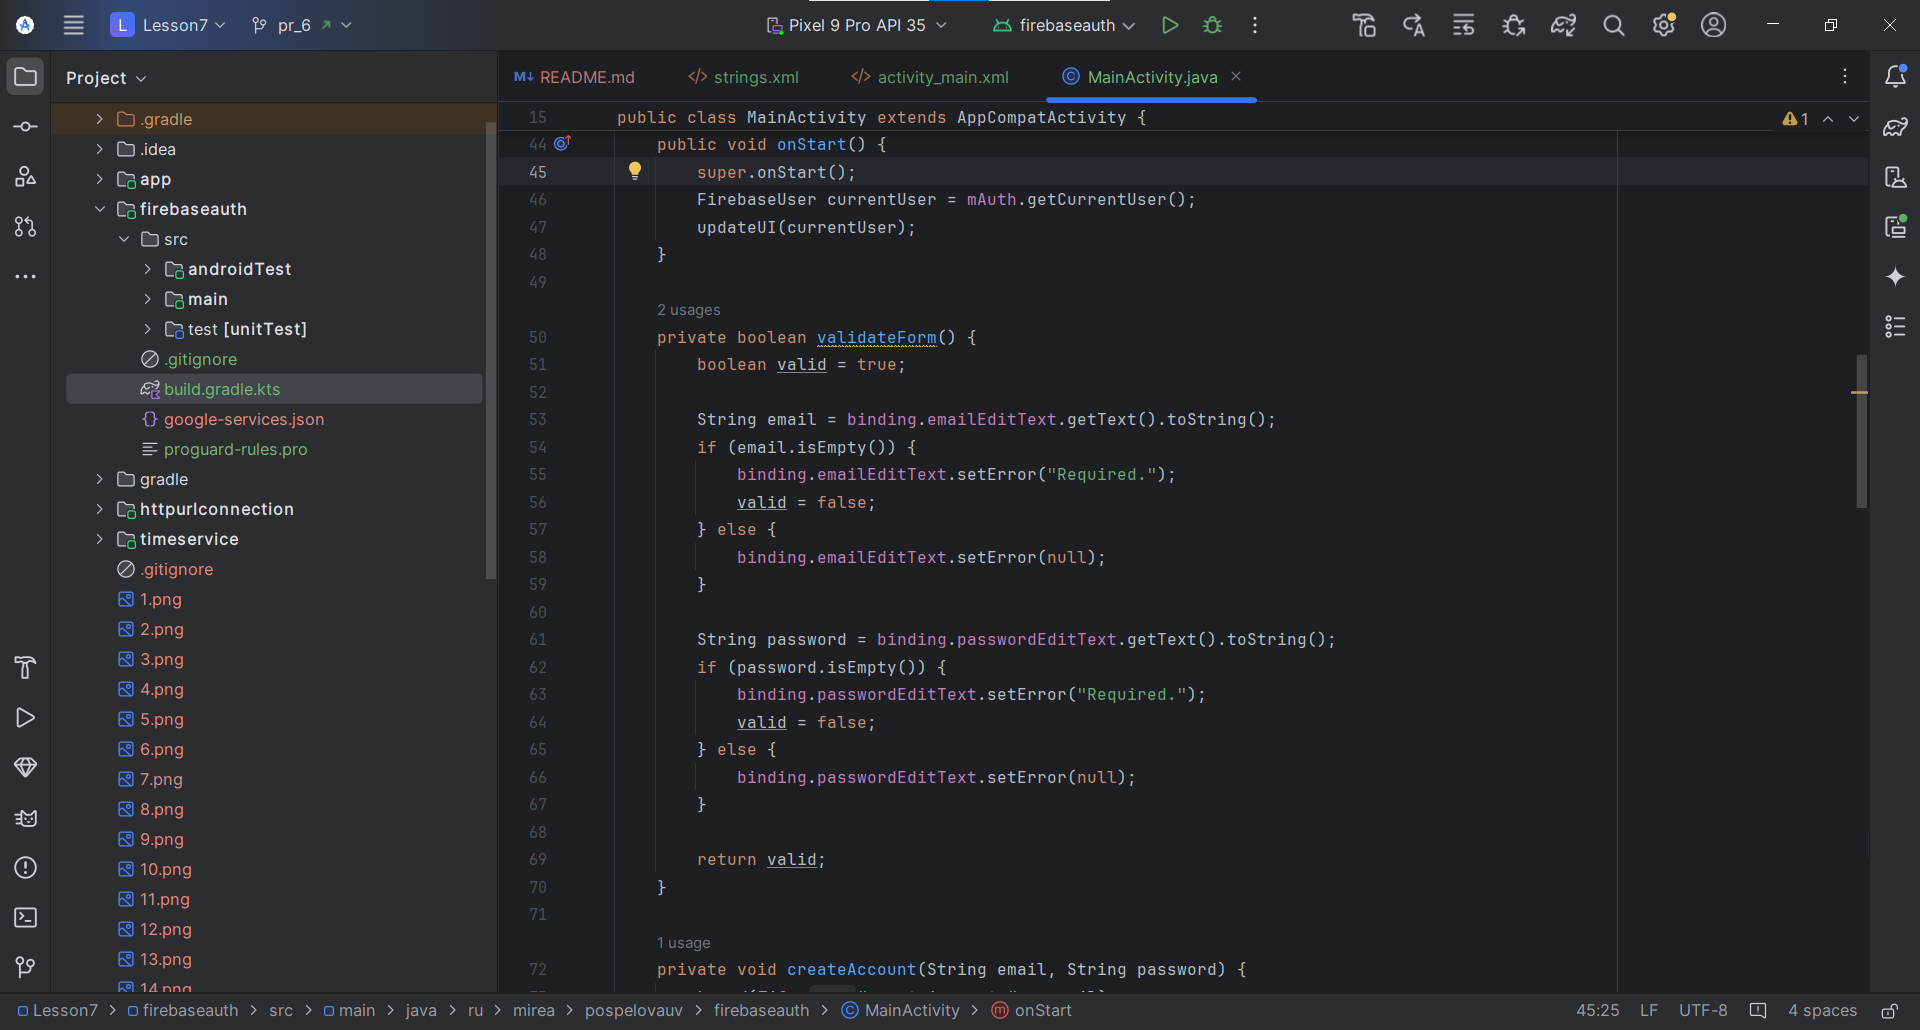 L Lesson7 pr_6 Pixel 9 Pro API 35 firebaseauth
Project
.gradle
.idea
app
firebaseauth
src
androidTest
main
test [unitTest]
.gitignore
build.gradle.kts
google-services.json
proguard-rules.pro
gradle
httpurlconnection
timeservice
.gitignore
1.png
2.png
3.png
4.png
5.png
6.png
7.png
8.png
9.png
10.png
11.png
12.png
13.png
14.png
M↓ README.md </> strings.xml </> activity_main.xml © MainActivity.java
15 public class MainActivity extends AppCompatActivity { 1
44 public void onStart() {
45 super.onStart();
46 FirebaseUser currentUser = mAuth.getCurrentUser();
47 updateUI(currentUser);
48 }
49
2 usages
50 private boolean validateForm() {
51 boolean valid = true;
52
53 String email = binding.emailEditText.getText().toString();
54 if (email.isEmpty()) {
55 binding.emailEditText.setError("Required.");
56 valid = false;
57 } else {
58 binding.emailEditText.setError(null);
59 }
60
61 String password = binding.passwordEditText.getText().toString();
62 if (password.isEmpty()) {
63 binding.passwordEditText.setError("Required.");
64 valid = false;
65 } else {
66 binding.passwordEditText.setError(null);
67 }
68
69 return valid;
70 }
71
1 usage
72 private void createAccount(String email, String password) {
Lesson7 > firebaseauth > src > main > java > ru > mirea > pospelovauv > firebaseauth > © MainActivity > m onStart 45:25 LF UTF-8 4 spaces